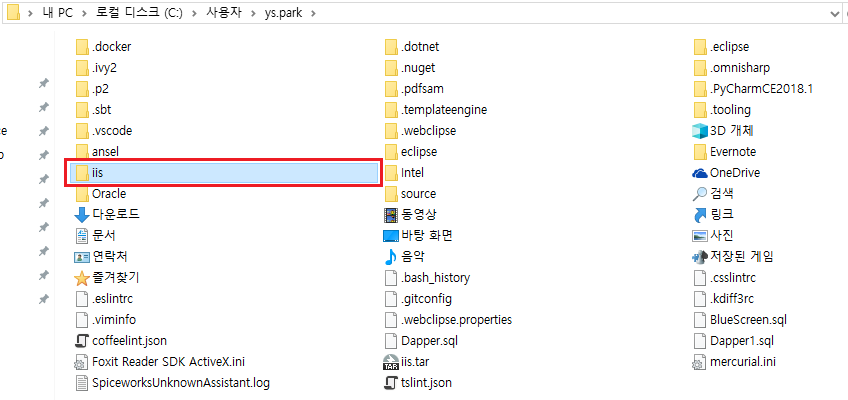 내 PC > 로컬 디스크 (C:) > 사용자 > ys.park >
.docker .dotnet .eclipse
.ivy2 .nuget .omnisharp
.p2 .pdfsam .PyCharmCE2018.1
.sbt .templateengine .tooling
.vscode .webclipse 3D 개체
ansel eclipse Evernote
iis Intel OneDrive
Oracle source 검색
다운로드 동영상 링크
문서 바탕 화면 사진
연락처 음악 저장된 게임
즐겨찾기 .bash_history .csslintrc
.eslintrc .gitconfig .kdiff3rc
.viminfo .webclipse.properties BlueScreen.sql
coffeelint.json Dapper.sql Dapper1.sql
Foxit Reader SDK ActiveX.ini iis.tar mercurial.ini
SpiceworksUnknownAssistant.log tslint.json